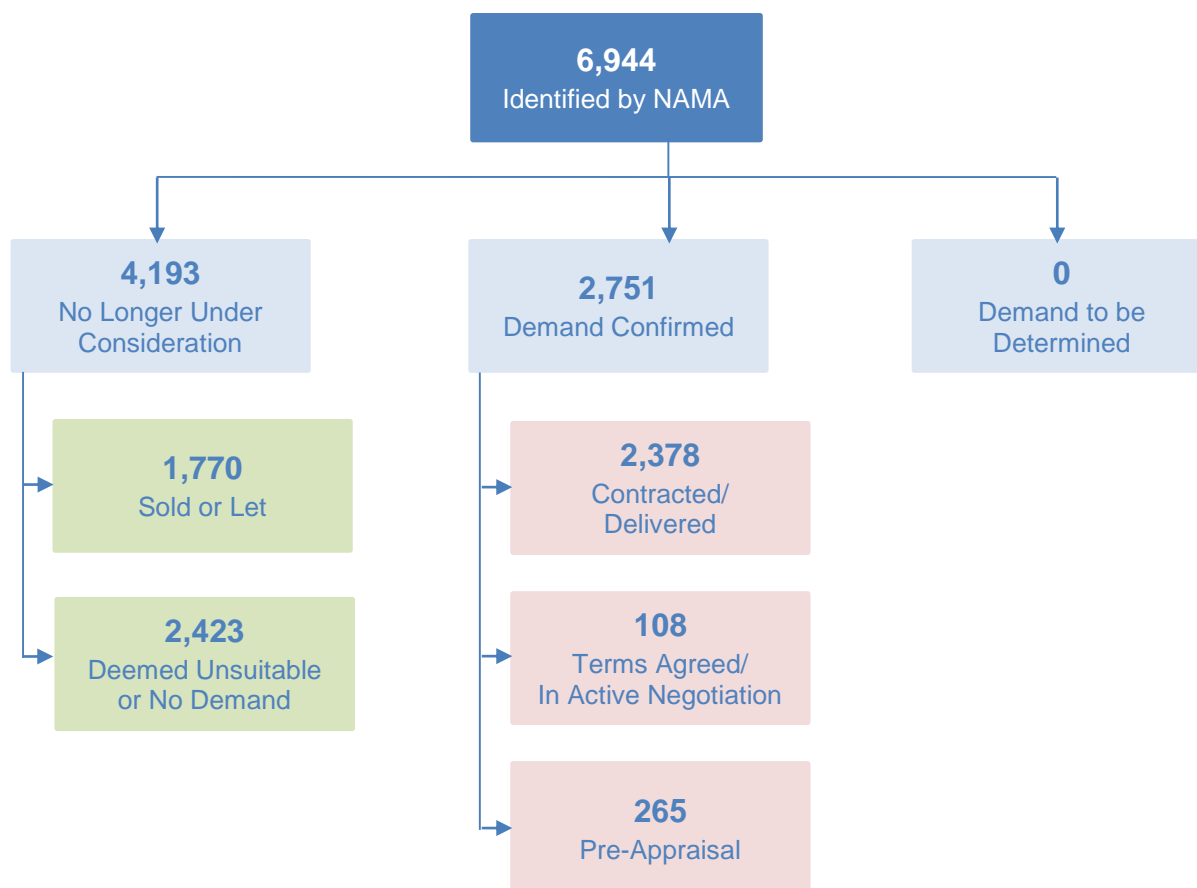 6,944
Identified by NAMA
4,193
No Longer Under
Consideration
2,751
Demand Confirmed
0
Demand to be
Determined
1,770
Sold or Let
2,423
Deemed Unsuitable
or No Demand
2,378
Contracted/
Delivered
108
Terms Agreed/
In Active Negotiation
265
Pre-Appraisal